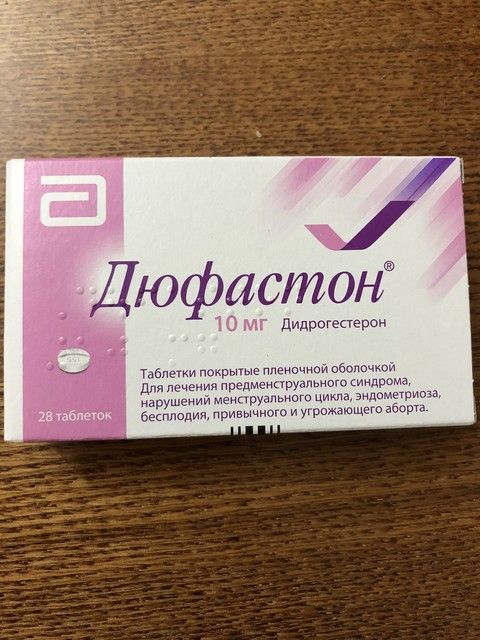 Дюфастон®
10 мг Дидрогестерон
Таблетки покрытые пленочной оболочкой
Для лечения предменструального синдрома,
нарушений менструального цикла, эндометриоза,
бесплодия, привычного и угрожающего аборта.
155
28 таблеток